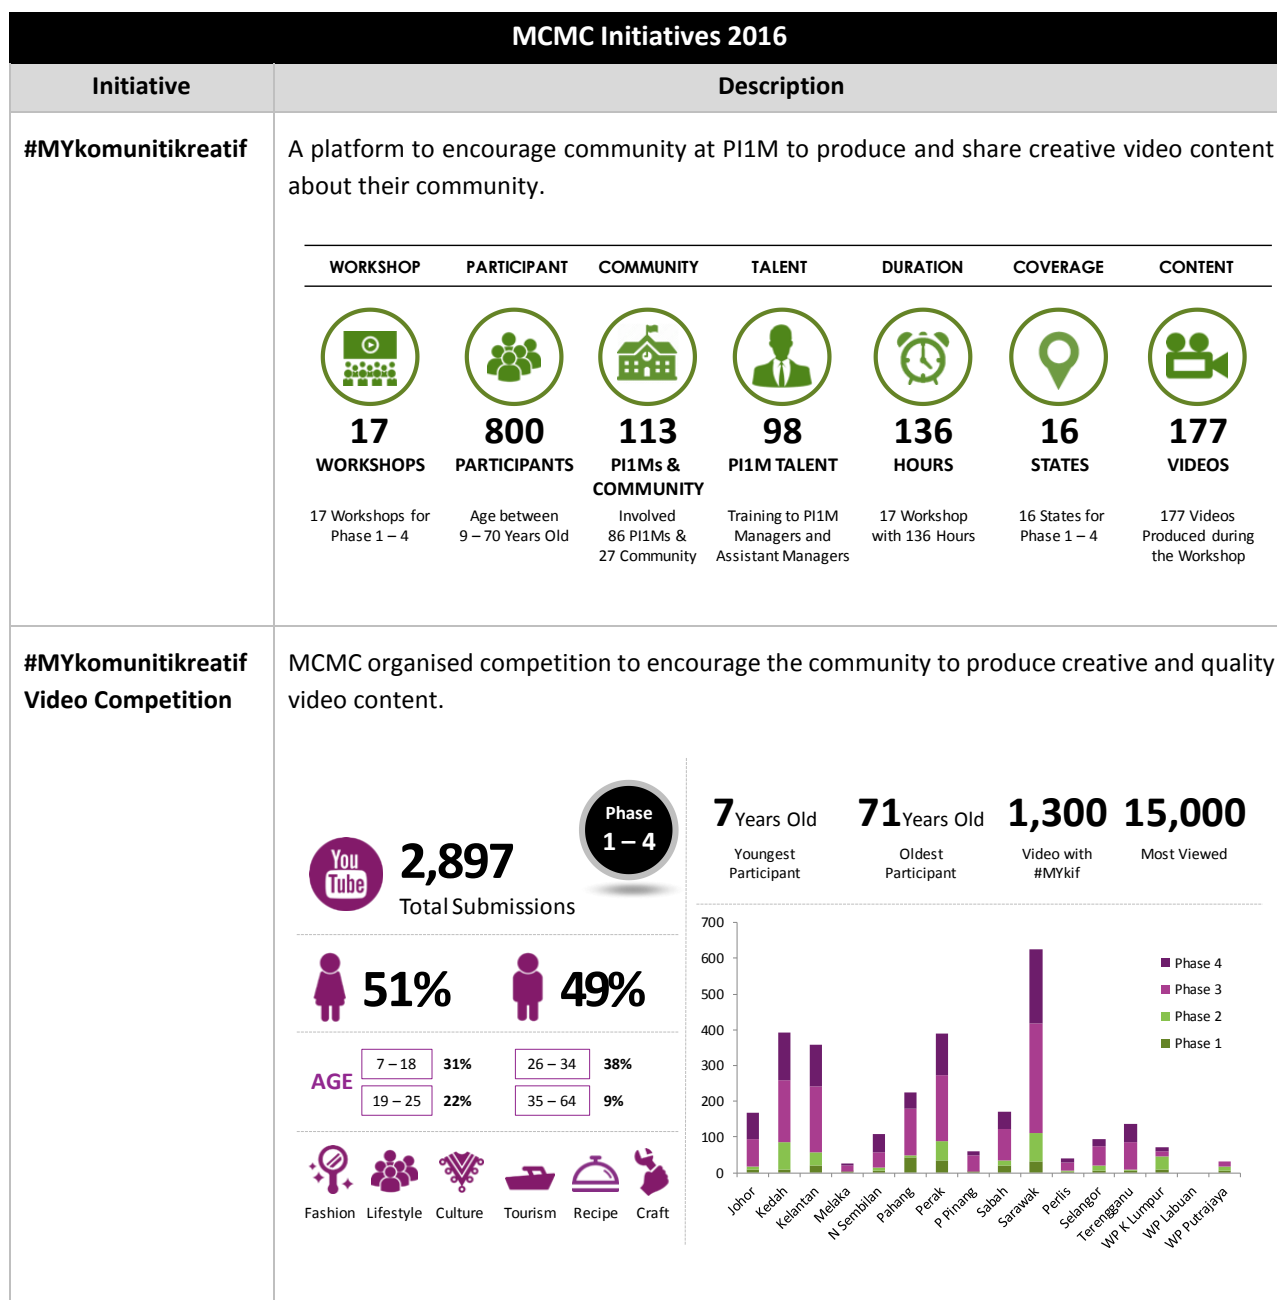 MCMC Initiatives 2016
Initiative
Description
#MYkomunitikreatif
A platform to encourage community at PI1M to produce and share creative video content
about their community.
WORKSHOP
PARTICIPANT
COMMUNITY
TALENT
DURATION
COVERAGE
CONTENT
17
WORKSHOPS
17 Workshops for
Phase 1 – 4
800
PARTICIPANTS
Age between
9 – 70 Years Old
113
PI1Ms &
COMMUNITY
Involved
86 PI1Ms &
27 Community
98
PI1M TALENT
Training to PI1M
Managers and
Assistant Managers
136
HOURS
17 Workshop
with 136 Hours
16
STATES
16 States for
Phase 1 – 4
177
VIDEOS
177 Videos
Produced during
the Workshop
#MYkomunitikreatif
Video Competition
MCMC organised competition to encourage the community to produce creative and quality
video content.
You
Tube
2,897
Total Submissions
Phase
1 – 4
51%
49%
AGE
7 – 18 31%
26 – 34 38%
19 – 25 22%
35 – 64 9%
Fashion
Lifestyle
Culture
Tourism
Recipe
Craft
7 Years Old
Youngest
Participant
71 Years Old
Oldest
Participant
1,300
Video with
#MYkif
15,000
Most Viewed
700
600
500
400
300
200
100
0
Phase 4
Phase 3
Phase 2
Phase 1
Johor
Kedah
Kelantan
Melaka
N Sembilan
Pahang
Perak
P Pinang
Sabah
Sarawak
Perlis
Selangor
Terengganu
WP K Lumpur
WP Labuan
WP Putrajaya